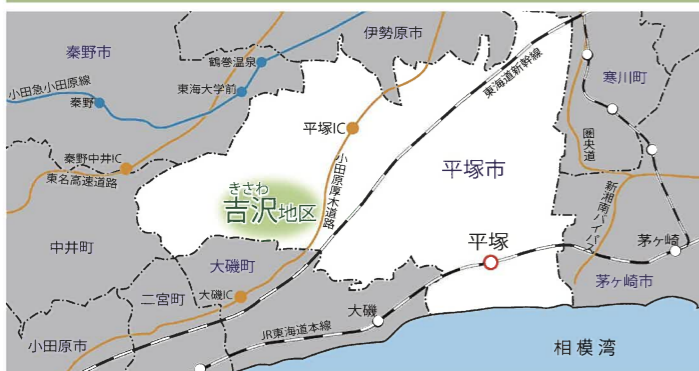 伊勢原市
秦野市
鶴巻温泉
寒川町
小田急小田原線
東海大学前
東海道新幹線
秦野
平塚IC
圏央道
秦野中井IC
小田原厚木道路
平塚市
東名高速道路
きさわ
吉沢地区
新湘南バイパス
中井町
平塚
茅ヶ崎
大磯町
二宮町
大磯IC
茅ヶ崎市
大磯
JR東海道本線
小田原市
相模湾